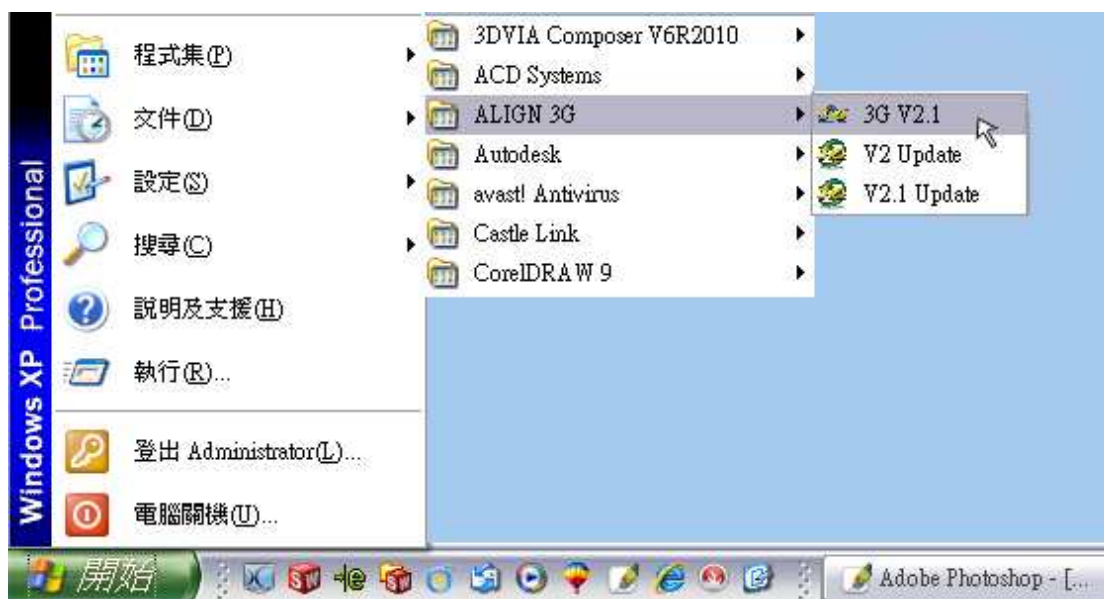 Windows XP Professional
程式集(P)
文件(D)
設定(S)
搜尋(C)
說明及支援(H)
執行(R)...
登出 Administrator(L)...
電腦關機(U)...
3DVIA Composer V6R2010
ACD Systems
ALIGN 3G
Autodesk
avast! Antivirus
Castle Link
CorelDRAW 9
3G V2.1
V2 Update
V2.1 Update
開始
Adobe Photoshop - [...